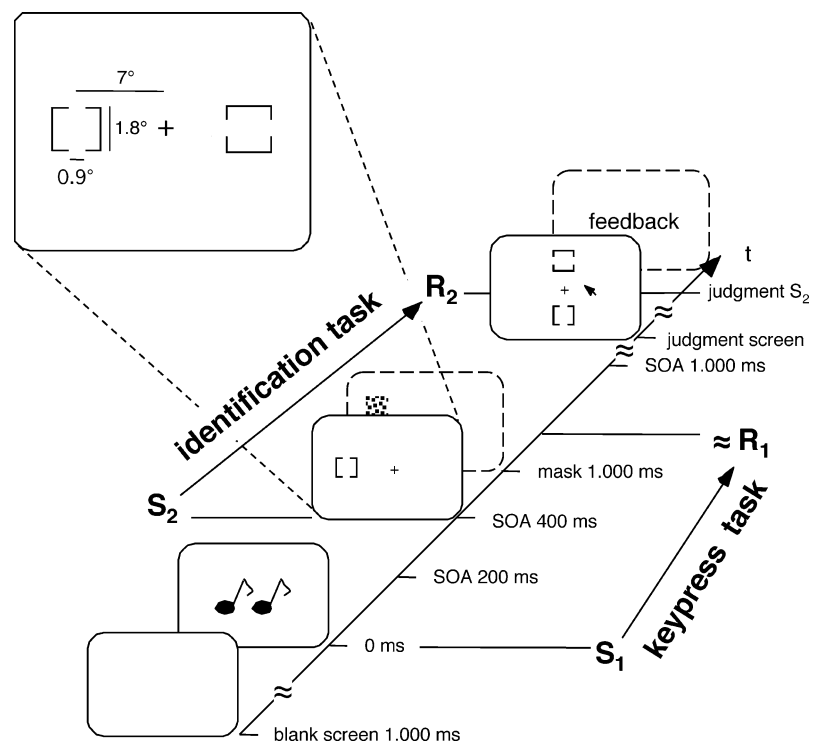 7°
1.8° +
0.9°
feedback
t
R2
judgment S2
+
identification task
judgment screen
SOA 1.000 ms
≈ R1
+
mask 1.000 ms
S2
SOA 400 ms
SOA 200 ms
keypress task
0 ms
S1
blank screen 1.000 ms